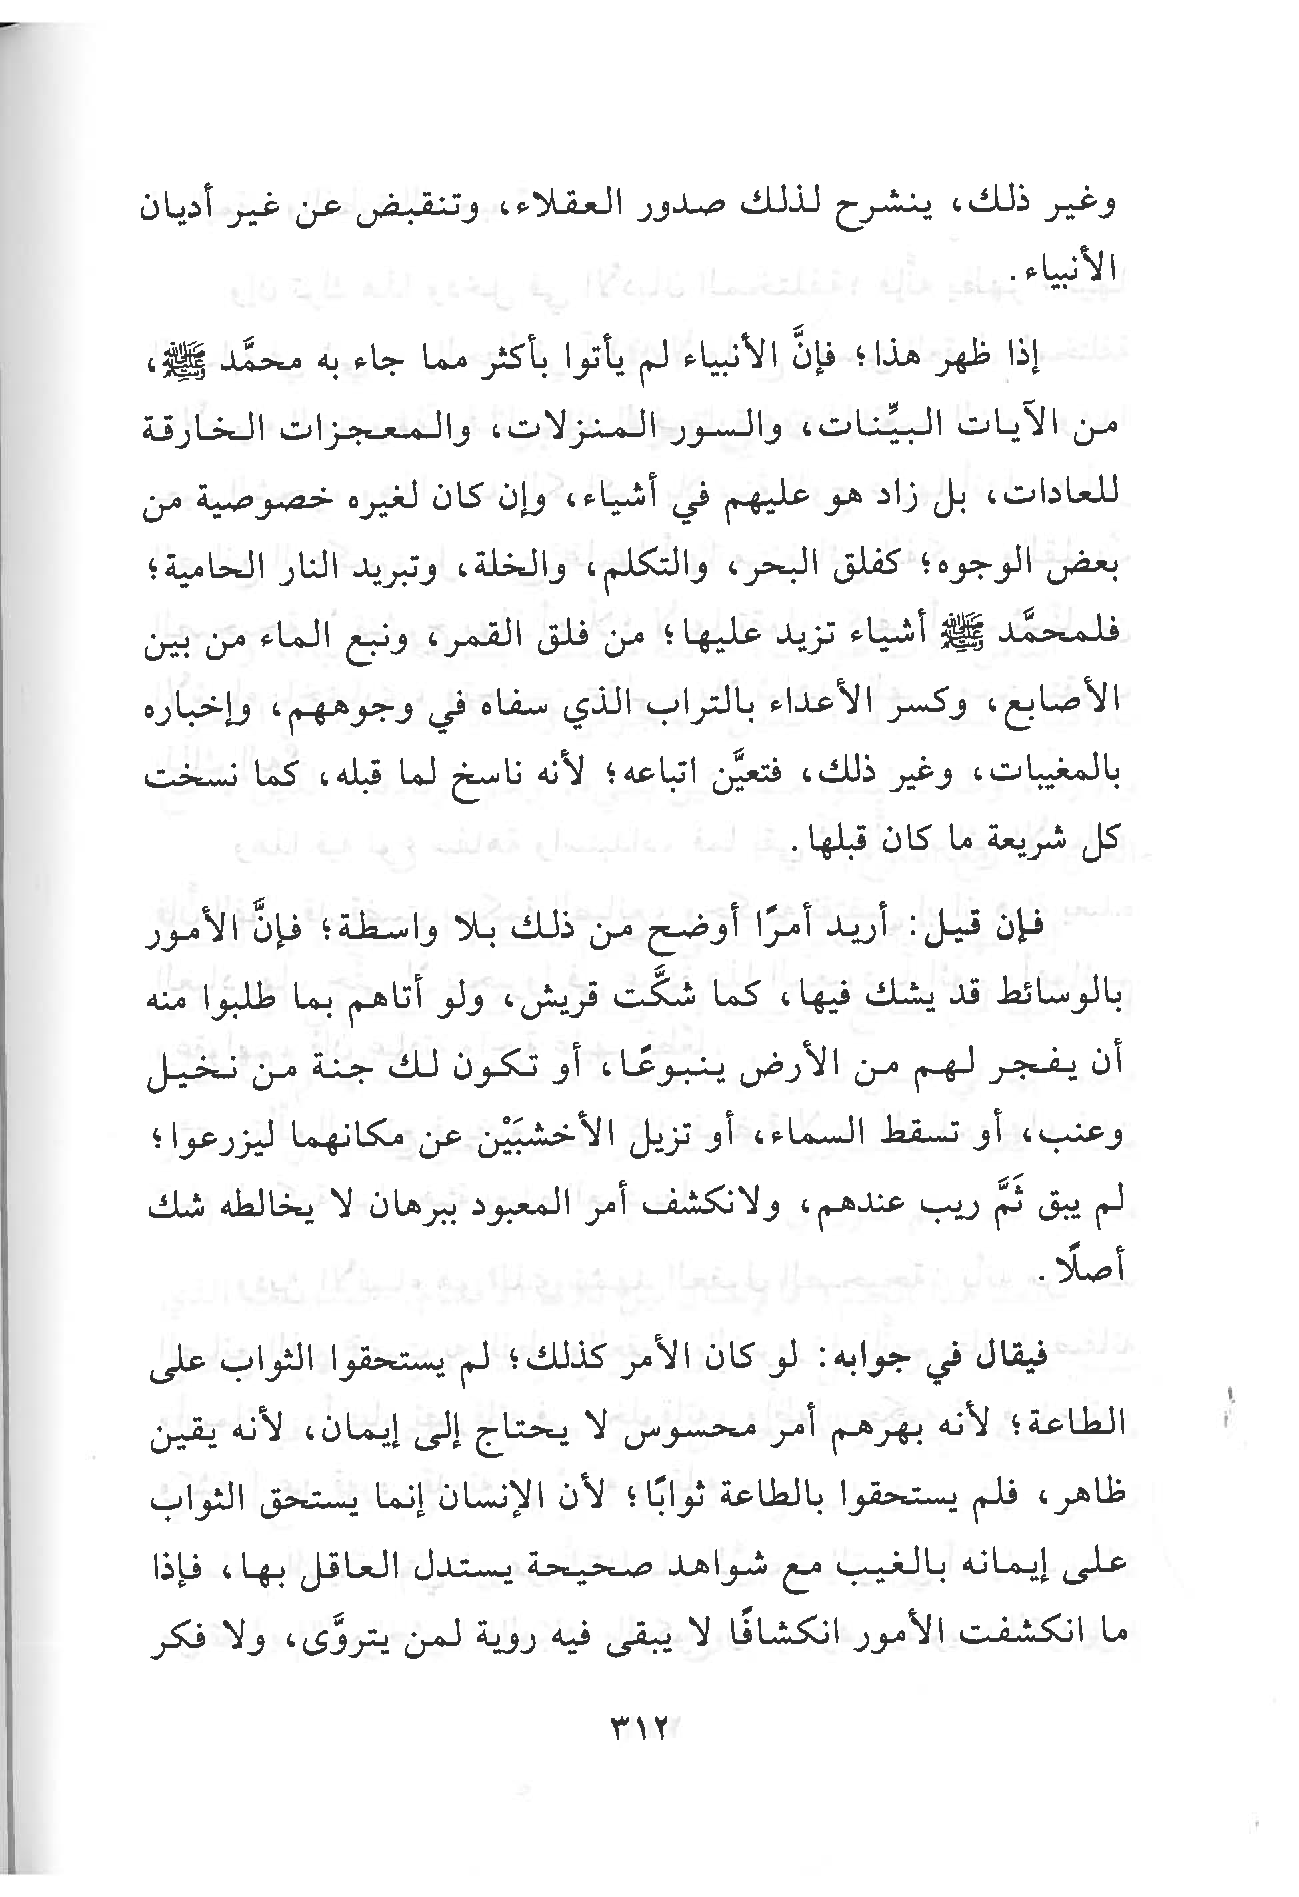 وغير ذلك، ينشرح لذلك صدور العقلاء، وتنقبض عن غير أديان
الأنبياء.
إذا ظهر هذا؛ فإنَّ الأنبياء لم يأتوا بأكثر مما جاء به محمَّد ﷺ،
من الآيات البيِّنات، والسور المنزلات، والمعجزات الخارقة
للعادات، بل زاد هو عليهم في أشياء، وإن كان لغيره خصوصية من
بعض الوجوه؛ كفلق البحر، والتكلم، والخلة، وتبريد النار الحامية؛
فلمحمَّد ﷺ أشياء تزيد عليها؛ من فلق القمر، ونبع الماء من بين
الأصابع، وكسر الأعداء بالتراب الذي سفاه في وجوههم، وإخباره
بالمغيبات، وغير ذلك، فتعيَّن اتباعه؛ لأنه ناسخ لما قبله، كما نسخت
كل شريعة ما كان قبلها.
فإن قيل: أريد أمرًا أوضح من ذلك بلا واسطة؛ فإنَّ الأمور
بالوسائط قد يشك فيها، كما شكَّت قريش، ولو أتاهم بما طلبوا منه
أن يفجر لهم من الأرض ينبوعًا، أو تكون لك جنة من نخيل
وعنب، أو تسقط السماء، أو تزيل الأخشبَيْن عن مكانهما ليزرعوا؛
لم يبق ثَمَّ ريب عندهم، ولانكشف أمر المعبود ببرهان لا يخالطه شك
أصلًا.
فيقال في جوابه: لو كان الأمر كذلك؛ لم يستحقوا الثواب على
الطاعة؛ لأنه بهرهم أمر محسوس لا يحتاج إلى إيمان، لأنه يقين
ظاهر، فلم يستحقوا بالطاعة ثوابًا؛ لأن الإنسان إنما يستحق الثواب
على إيمانه بالغيب مع شواهد صحيحة يستدل العاقل بها، فإذا
ما انكشفت الأمور انكشافًا لا يبقى فيه روية لمن يتروَّى، ولا فكر
٣١٢